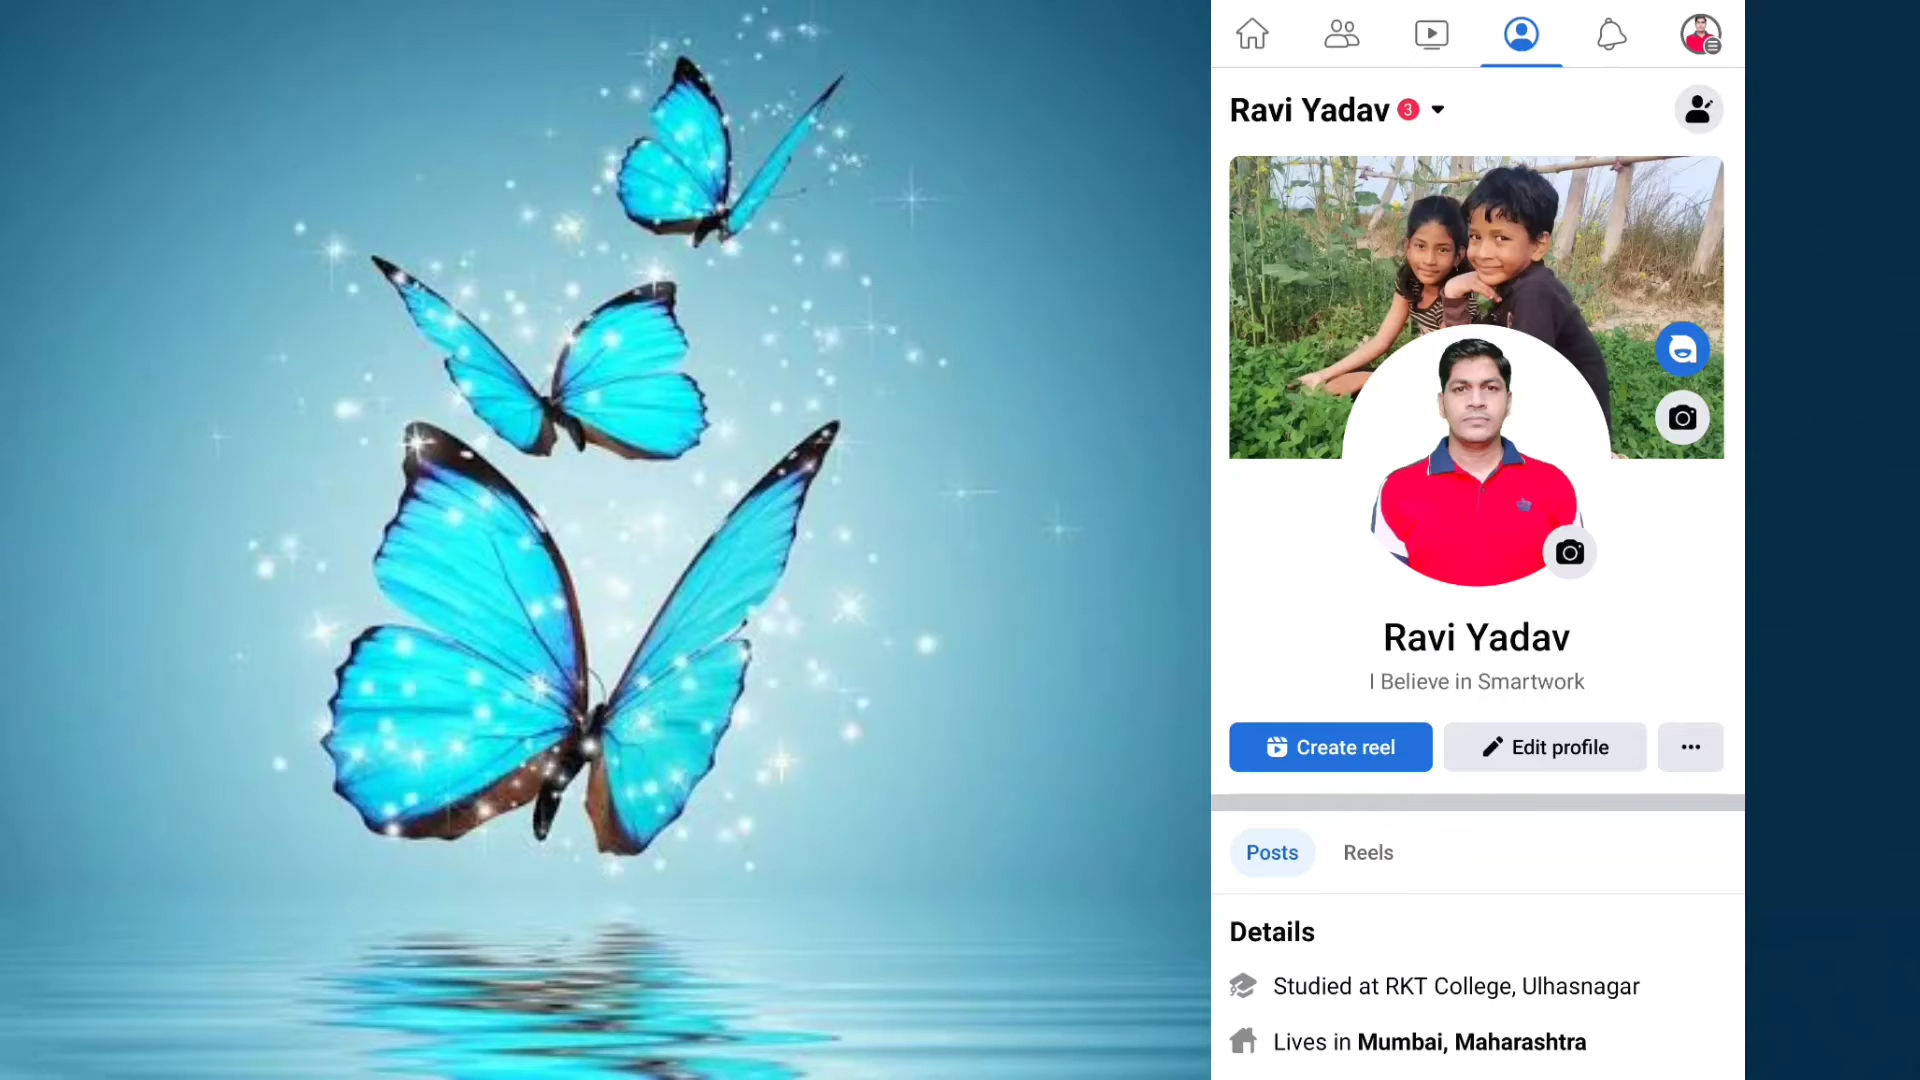 Ravi Yadav 3
Ravi Yadav
I Believe in Smartwork
Create reel
Edit profile
Posts
Reels
Details
Studied at RKT College, Ulhasnagar
Lives in Mumbai, Maharashtra